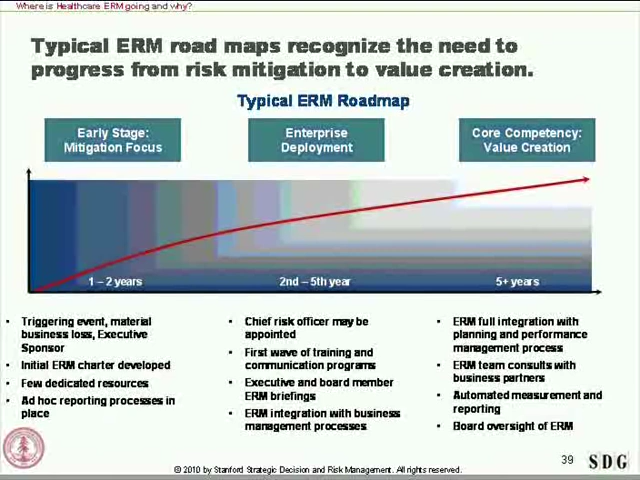 Where is Healthcare ERM going and why?
Typical ERM road maps recognize the need to
progress from risk mitigation to value creation.
Typical ERM Roadmap
Early Stage:
Mitigation Focus
Enterprise
Deployment
Core Competency:
Value Creation
1 – 2 years
2nd – 5th year
5+ years
• Triggering event, material
business loss, Executive
Sponsor
• Initial ERM charter developed
• Few dedicated resources
• Ad hoc reporting processes in
place
• Chief risk officer may be
appointed
• First wave of training and
communication programs
• Executive and board member
ERM briefings
• ERM integration with business
management processes
• ERM full integration with
planning and performance
management process
• ERM team consults with
business partners
• Automated measurement and
reporting
• Board oversight of ERM
39
SDG
© 2010 by Stanford Strategic Decision and Risk Management. All rights reserved.